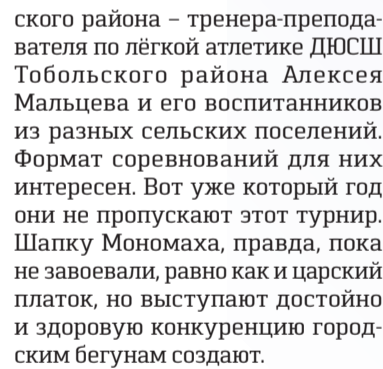 ского района – тренера-препода-
вателя по лёгкой атлетике ДЮСШ
Тобольского района Алексея
Мальцева и его воспитанников
из разных сельских поселений.
Формат соревнований для них
интересен. Вот уже который год
они не пропускают этот турнир.
Шапку Мономаха, правда, пока
не завоевали, равно как и царский
платок, но выступают достойно
и здоровую конкуренцию город-
ским бегунам создают.